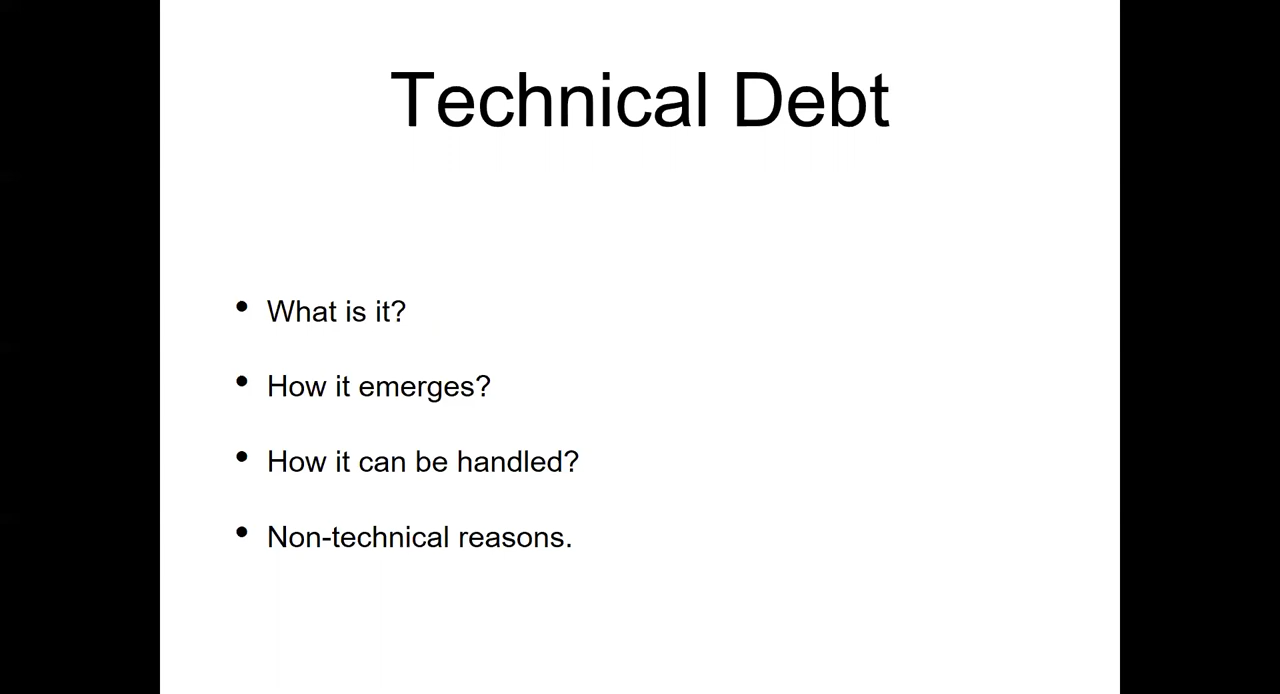 Technical Debt
• What is it?
• How it emerges?
• How it can be handled?
• Non-technical reasons.